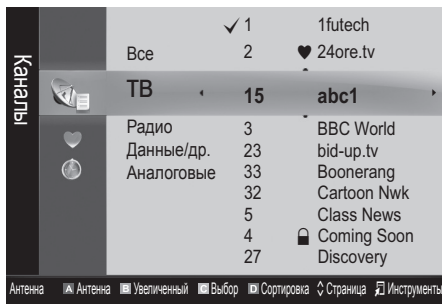 Каналы
✓ 1 1futech
Все 2 ♥ 24ore.tv
ТВ 15 abc1
Радио 3 BBC World
Данные/др. 23 bid-up.tv
Аналоговые 33 Boonerang
32 Cartoon Nwk
5 Class News
4 Coming Soon
27 Discovery
Антенна A Антенна B Увеличенный C Выбор D Сортировка Страница Инструменты